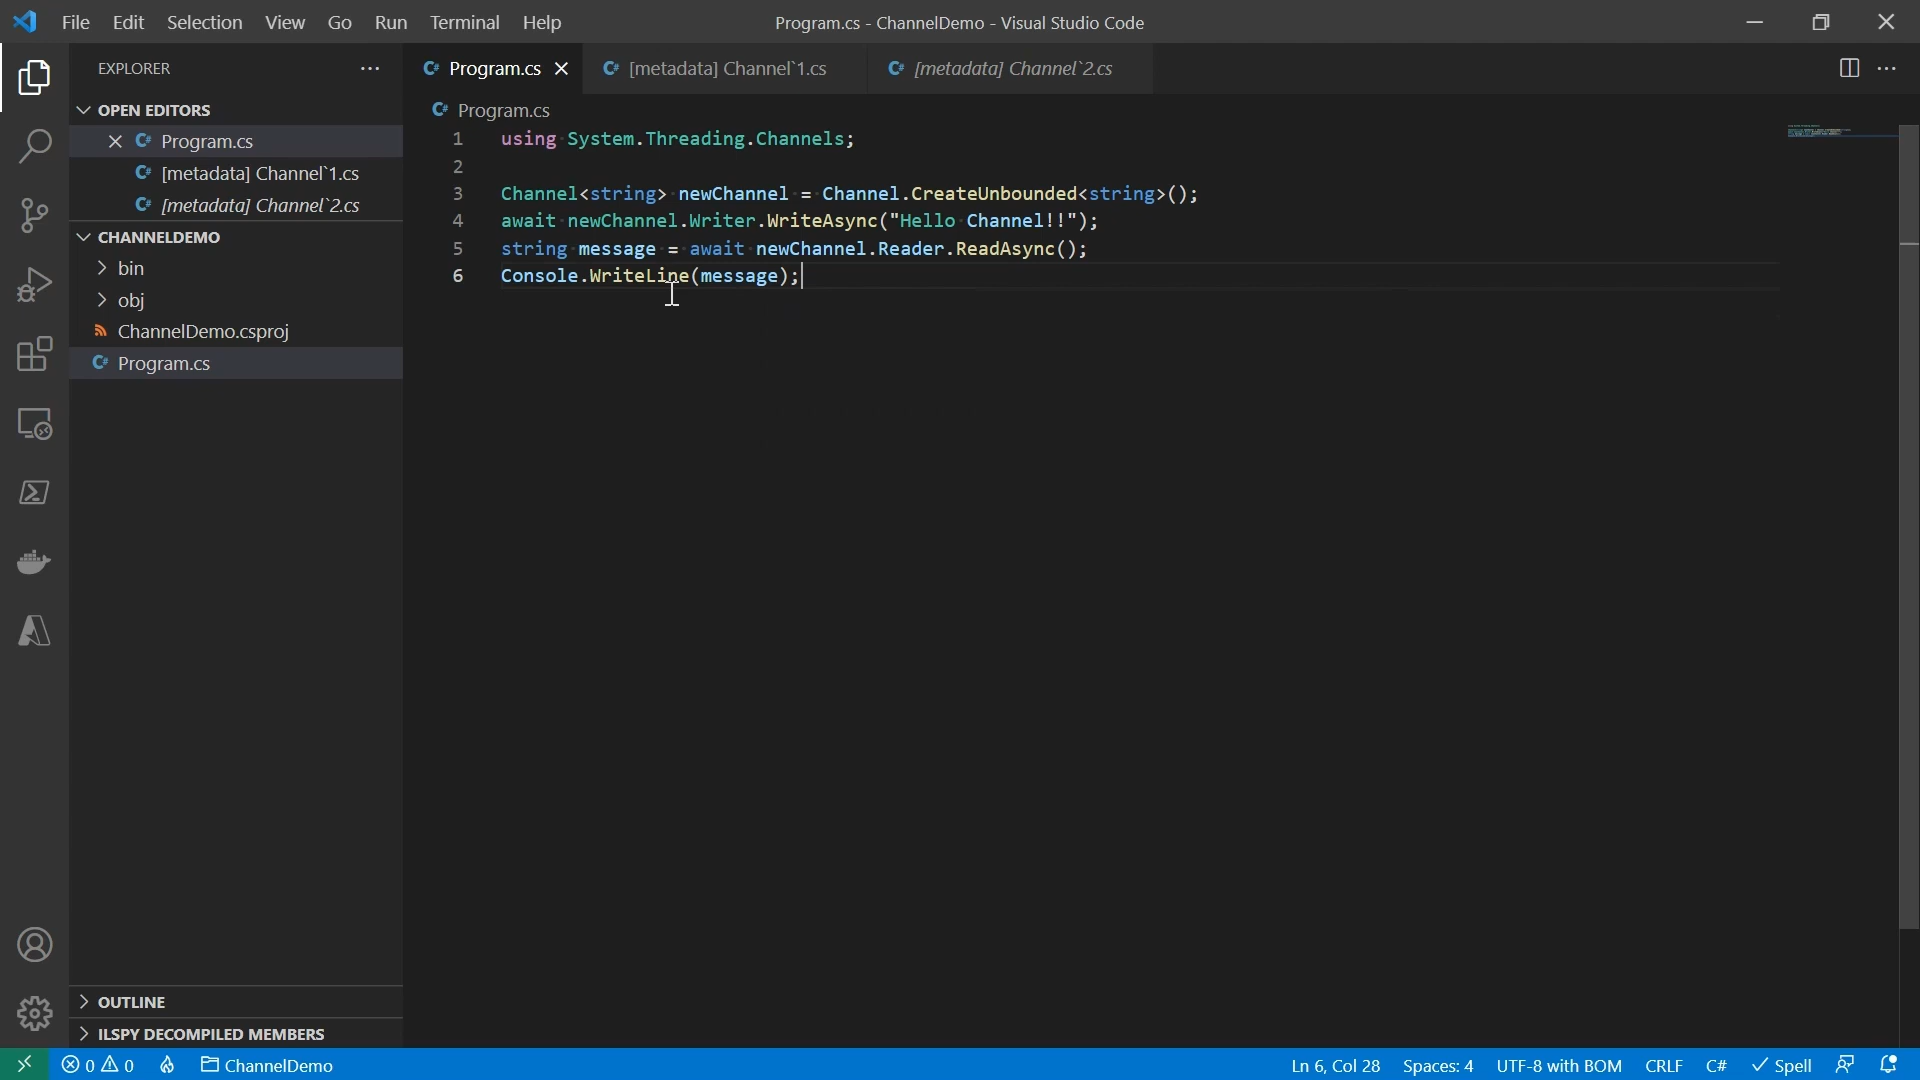 File Edit Selection View Go Run Terminal Help
Program.cs - ChannelDemo - Visual Studio Code
EXPLORER
OPEN EDITORS
Program.cs
[metadata] Channel`1.cs
[metadata] Channel`2.cs
CHANNELDEMO
bin
obj
ChannelDemo.csproj
Program.cs
OUTLINE
ILSPY DECOMPILED MEMBERS
Program.cs [metadata] Channel`1.cs [metadata] Channel`2.cs
Program.cs
1 using System.Threading.Channels;
2
3 Channel<string> newChannel = Channel.CreateUnbounded<string>();
4 await newChannel.Writer.WriteAsync("Hello Channel!!");
5 string message = await newChannel.Reader.ReadAsync();
6 Console.WriteLine(message);
0 0 ChannelDemo Ln 6, Col 28 Spaces: 4 UTF-8 with BOM CRLF C# Spell